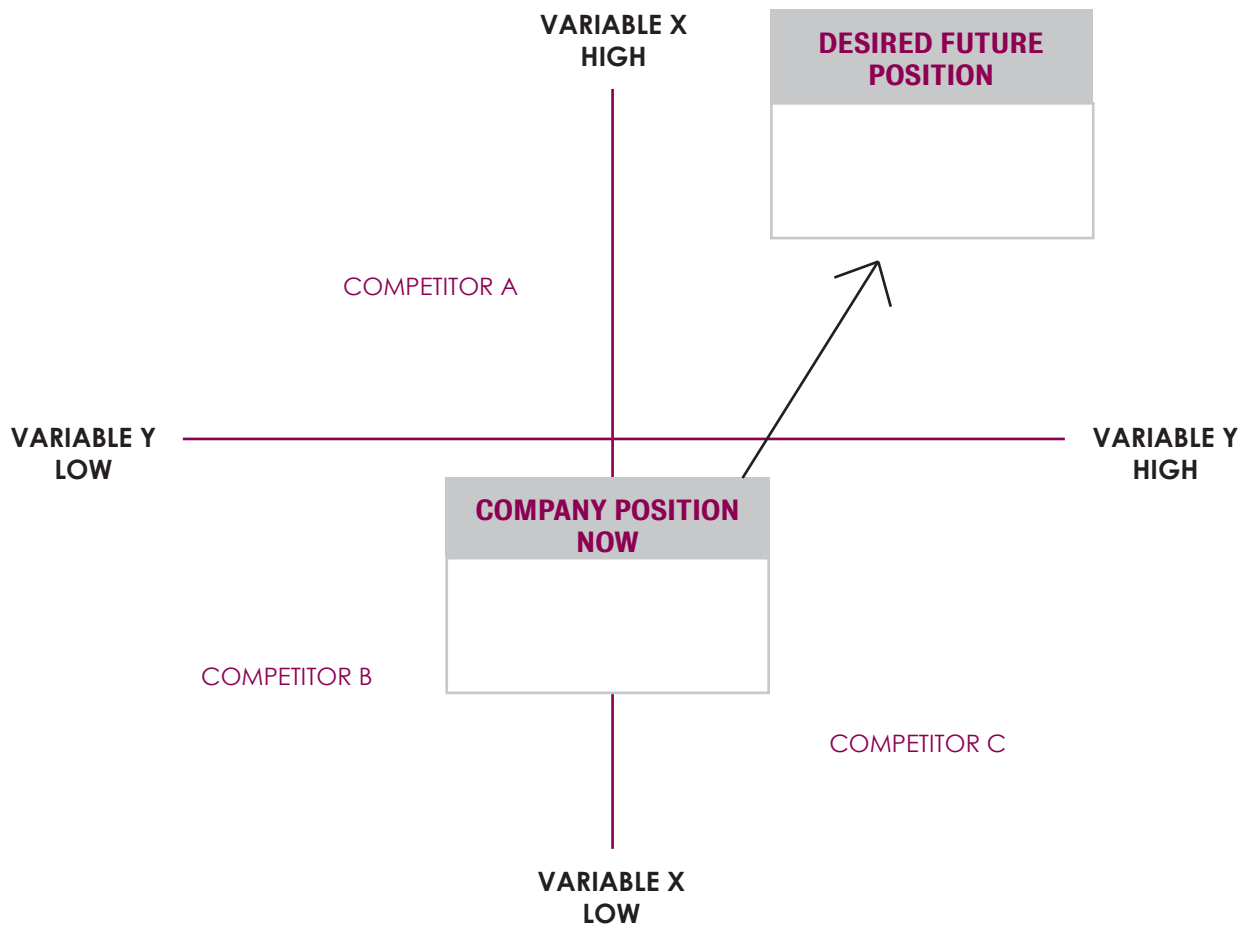 VARIABLE X
HIGH
DESIRED FUTURE
POSITION
COMPETITOR A
VARIABLE Y
LOW
VARIABLE Y
HIGH
COMPANY POSITION
NOW
COMPETITOR B
COMPETITOR C
VARIABLE X
LOW